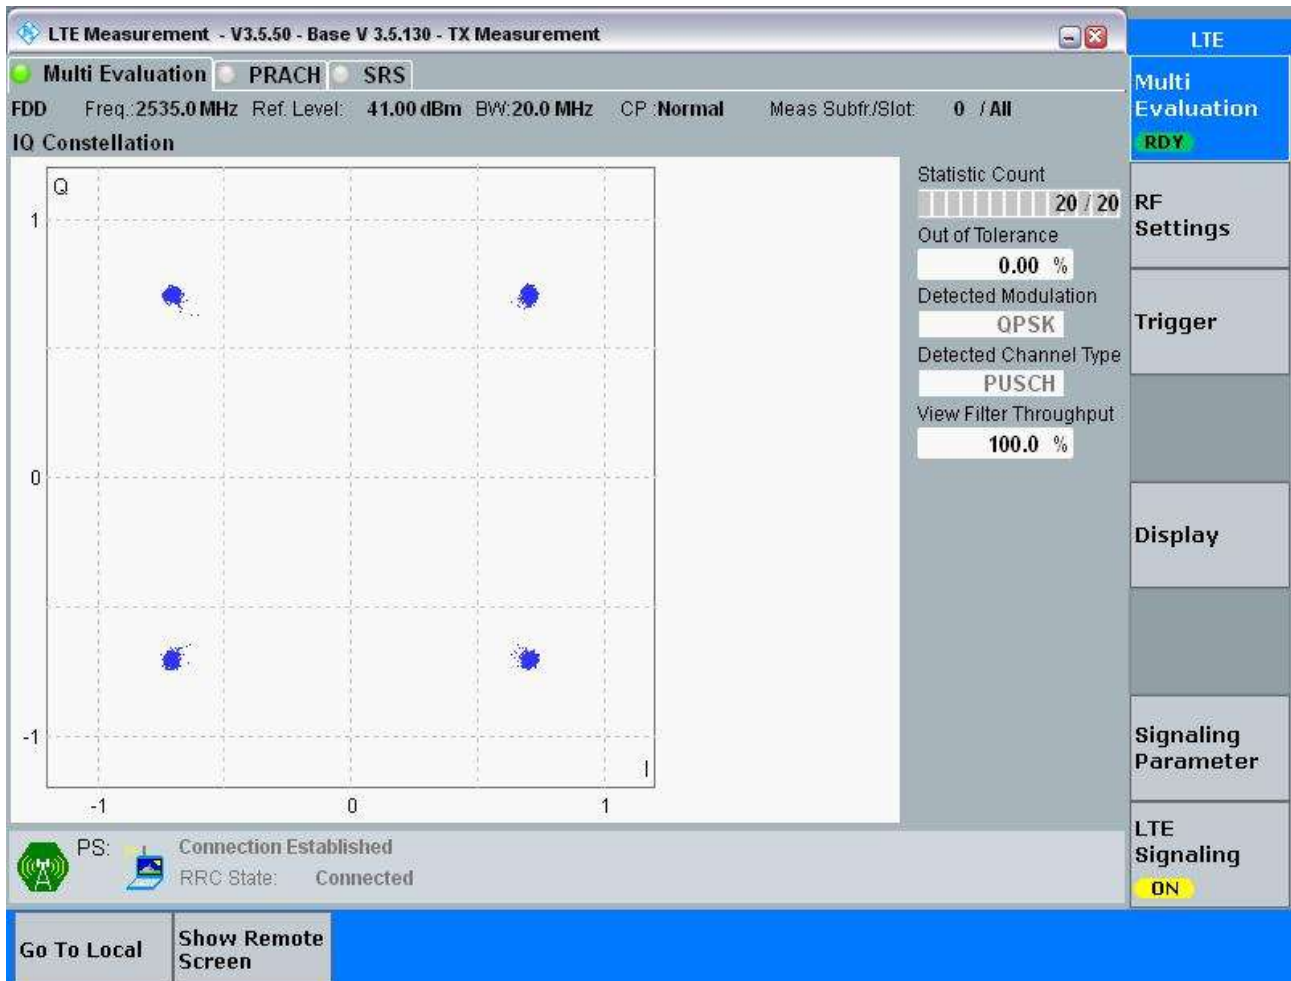 LTE Measurement - V3.5.50 - Base V 3.5.130 - TX Measurement
LTE
Multi Evaluation PRACH SRS
FDD Freq.:2535.0 MHz Ref. Level: 41.00 dBm BW:20.0 MHz CP :Normal Meas Subfr./Slot: 0 / All
IQ Constellation
Q
1
0
-1
I
-1 0 1
Statistic Count
20 / 20
Out of Tolerance
0.00 %
Detected Modulation
QPSK
Detected Channel Type
PUSCH
View Filter Throughput
100.0 %
Multi
Evaluation
RDY
RF
Settings
Trigger
Display
Signaling
Parameter
LTE
Signaling
ON
PS: Connection Established
RRC State: Connected
Go To Local
Show Remote
Screen